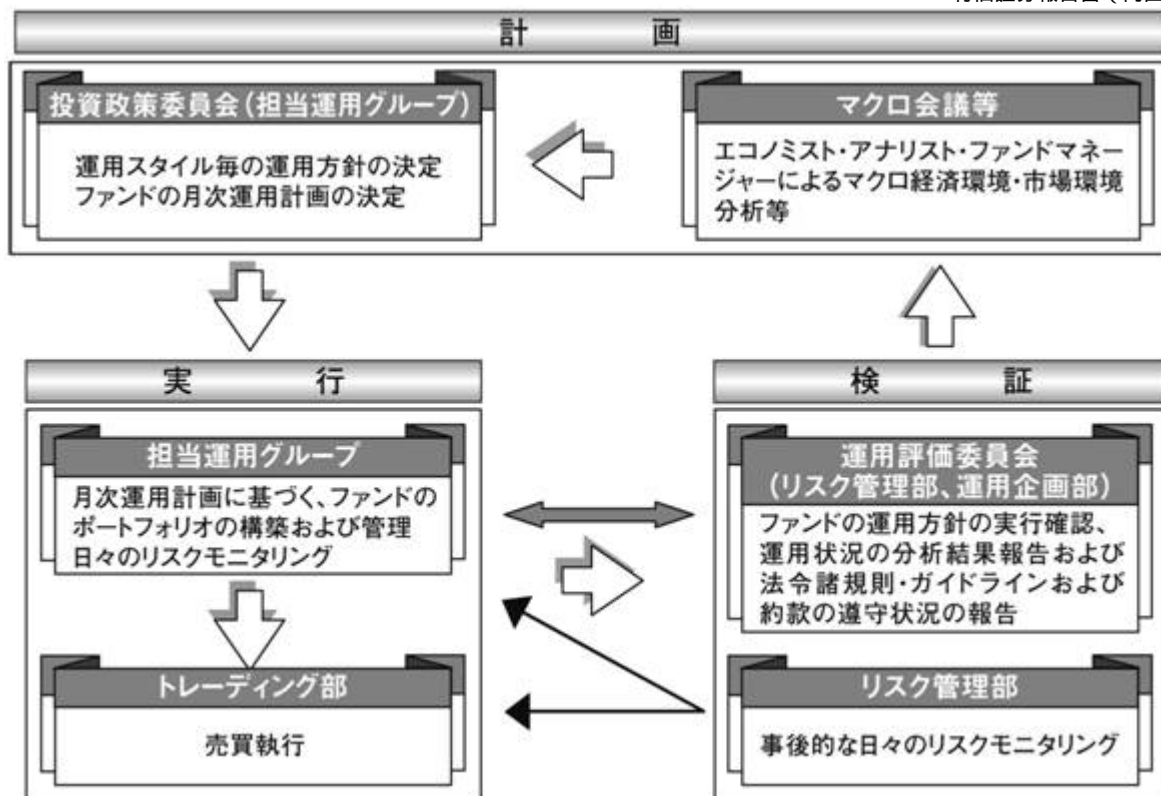 計画
投資政策委員会(担当運用グループ)
運用スタイル毎の運用方針の決定
ファンドの月次運用計画の決定
マクロ会議等
エコノミスト・アナリスト・ファンドマネー
ジャーによるマクロ経済環境・市場環境
分析等
実行
担当運用グループ
月次運用計画に基づく、ファンドの
ポートフォリオの構築および管理
日々のリスクモニタリング
トレーディング部
売買執行
検証
運用評価委員会
(リスク管理部、運用企画部)
ファンドの運用方針の実行確認、
運用状況の分析結果報告および
法令諸規則・ガイドラインおよび
約款の遵守状況の報告
リスク管理部
事後的な日々のリスクモニタリング